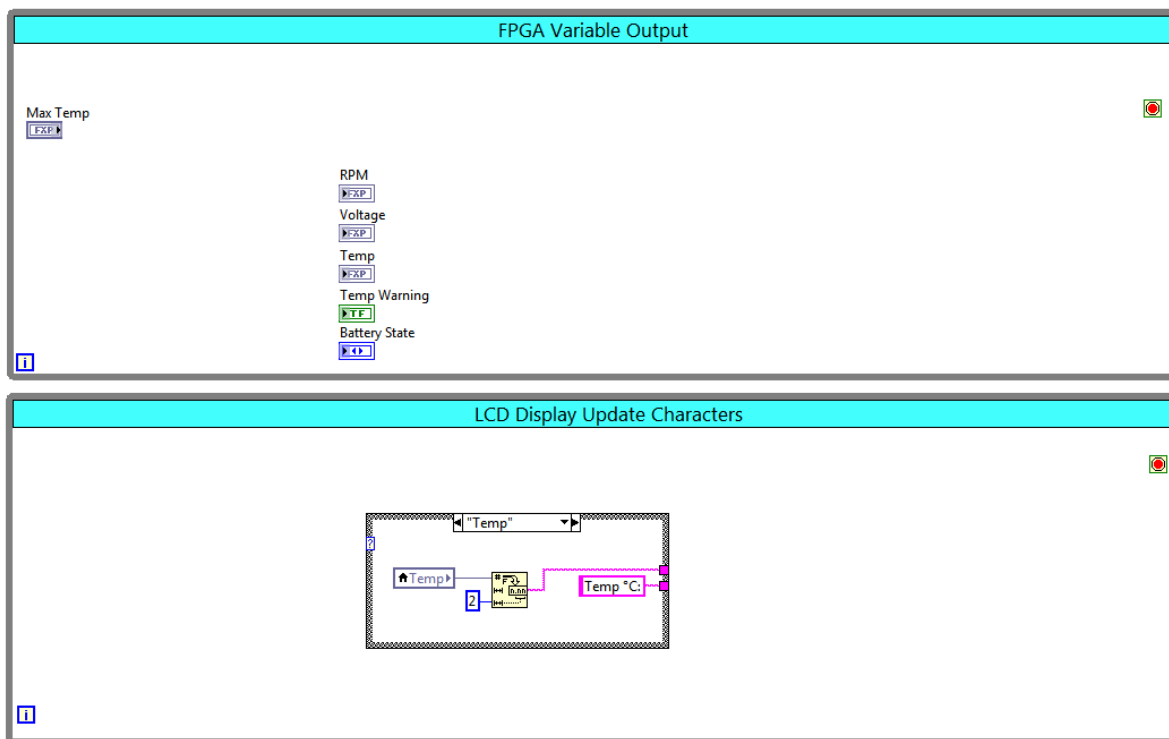 FPGA Variable Output
Max Temp
FXP
RPM
FXP
Voltage
FXP
Temp
FXP
Temp Warning
TF
Battery State
i
LCD Display Update Characters
"Temp"
?
Temp
#
n.nn
Temp °C:
2
i